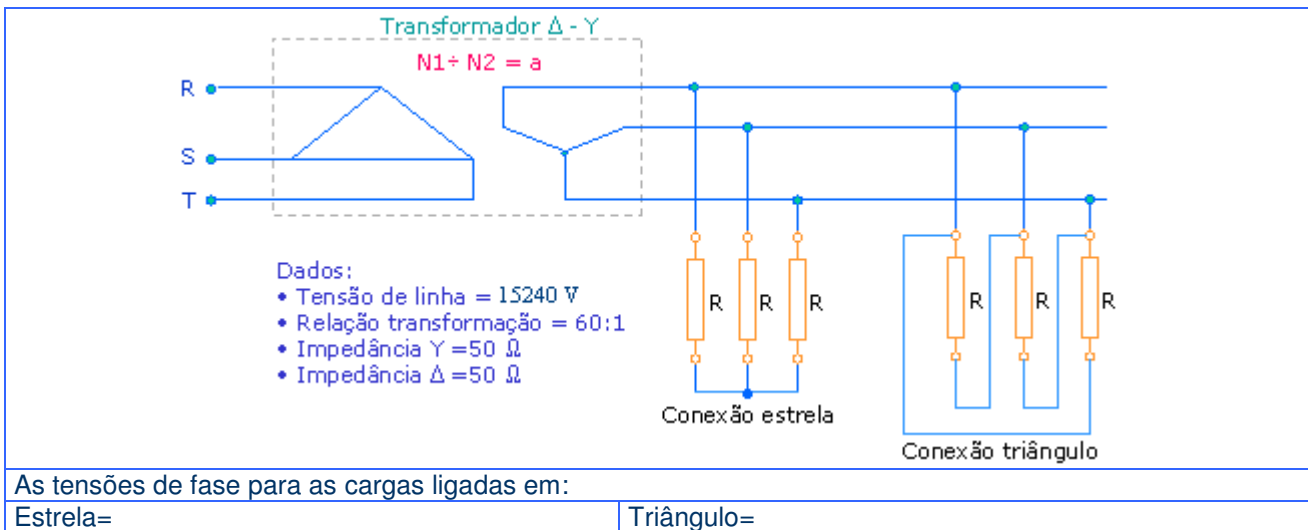 Transformador Δ - Y
N1÷ N2 = a
R
S
T
Dados:
• Tensão de linha = 15240 V
• Relação transformação = 60:1
• Impedância Y =50 Ω
• Impedância Δ =50 Ω
R R R
R R R
Conexão estrela
Conexão triângulo
As tensões de fase para as cargas ligadas em:
Estrela= Triângulo=